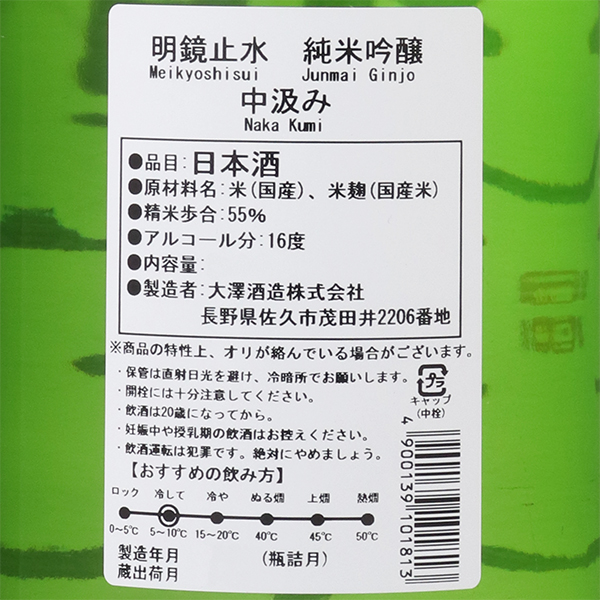 明鏡止水　純米吟醸
Meikyoshisui　Junmai Ginjo
中汲み
Naka Kumi
●品目:日本酒
●原材料名:米(国産)、米麹(国産米)
●精米歩合:55%
●アルコール分:16度
●内容量:
●製造者:大澤酒造株式会社
長野県佐久市茂田井2206番地
※商品の特性上、オリが絡んでいる場合がございます。
・保管は直射日光を避け、冷暗所でお願いします。
・開栓には十分注意してください。
・飲酒は20歳になってから。
・妊娠中や授乳期の飲酒はお控えください。
・飲酒運転は犯罪です。絶対にやめましょう。
プラ
キャップ
(中栓)
【おすすめの飲み方】
ロック　冷して　冷や　ぬる燗　上燗　熱燗
0～5℃　5～10℃　15～20℃　40℃　45℃　50℃
製造年月　(瓶詰月)
蔵出荷月
4900139101813